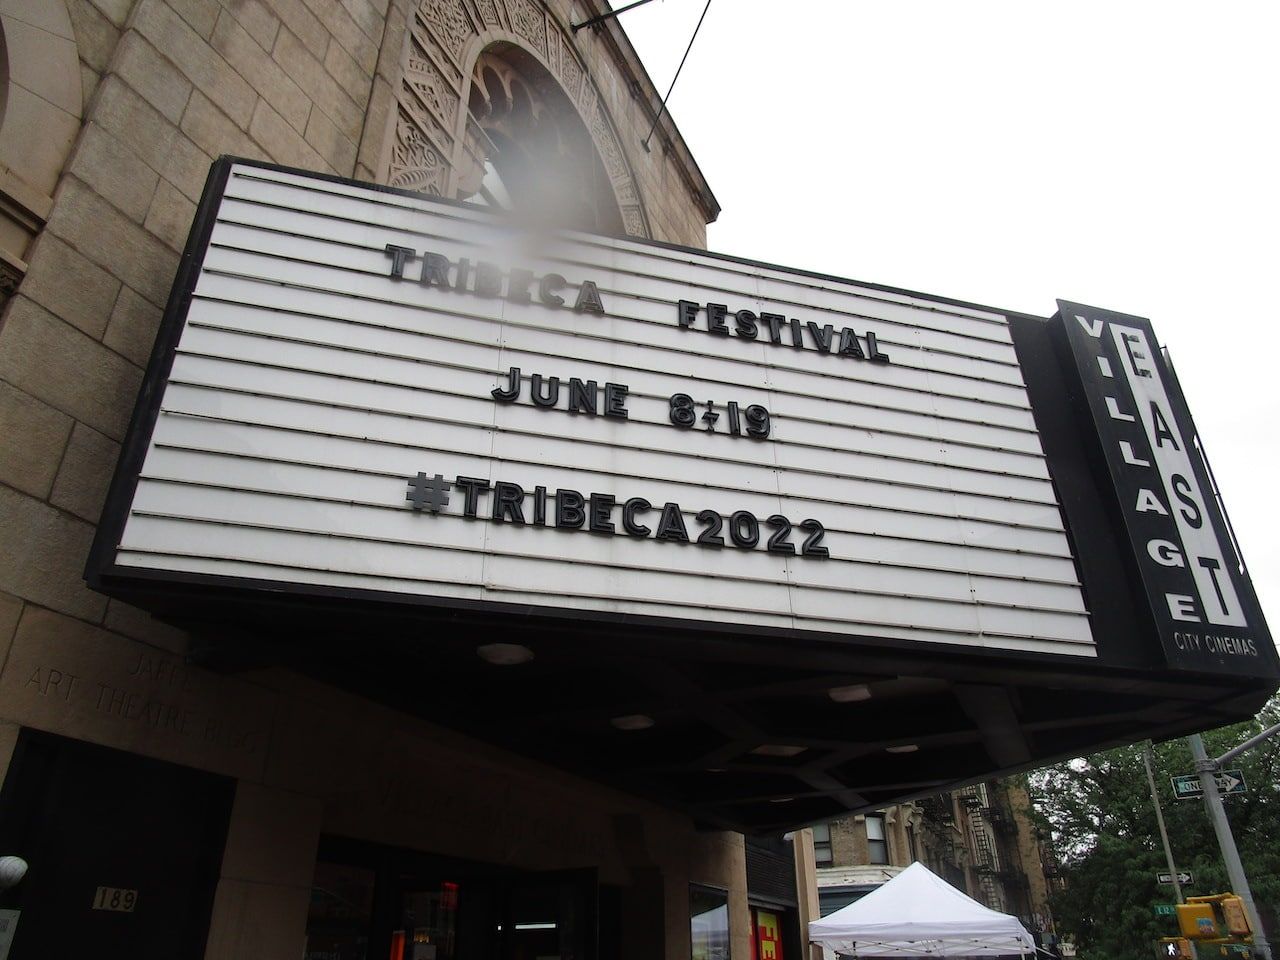 TRIBECA FESTIVAL
JUNE 8-19
#TRIBECA2022
VILLAGE
EAST
CITY CINEMAS
ART THEATRE BLDG
189
ONE WAY